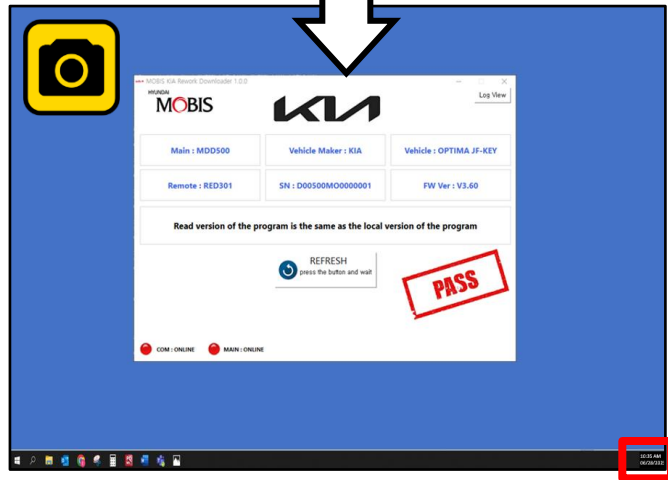 MOBIS KIA Rework Downloader 1.0.0
HYUNDAI
MOBIS
KIA
Log View
Main : MDD500
Vehicle Maker : KIA
Vehicle : OPTIMA JF-KEY
Remote : RED301
SN : D00500MO0000001
FW Ver : V3.60
Read version of the program is the same as the local version of the program
REFRESH
press the button and wait
PASS
COM : ONLINE
MAIN : ONLINE
10:35 AM